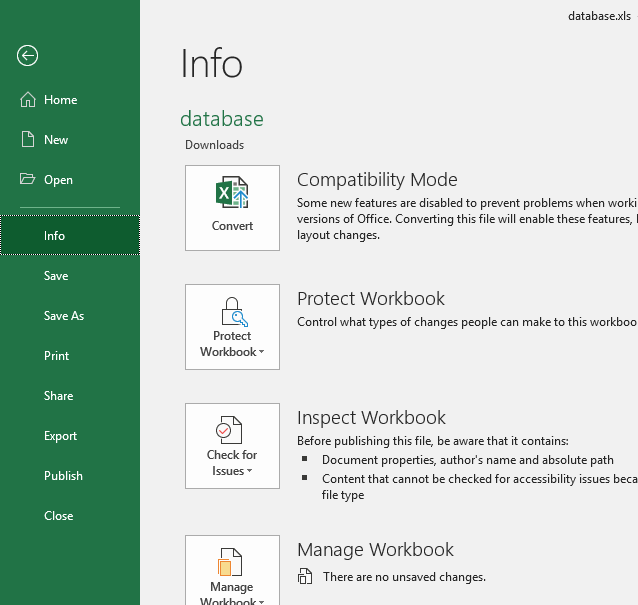 database.xls -
Info
database
Downloads
Home
New
Open
Info
Save
Save As
Print
Share
Export
Publish
Close
Convert
Compatibility Mode
Some new features are disabled to prevent problems when worki
versions of Office. Converting this file will enable these features,
layout changes.
Protect
Workbook
Protect Workbook
Control what types of changes people can make to this workboo
Check for
Issues
Inspect Workbook
Before publishing this file, be aware that it contains:
Document properties, author's name and absolute path
Content that cannot be checked for accessibility issues beca
file type
Manage
Workbook
Manage Workbook
There are no unsaved changes.